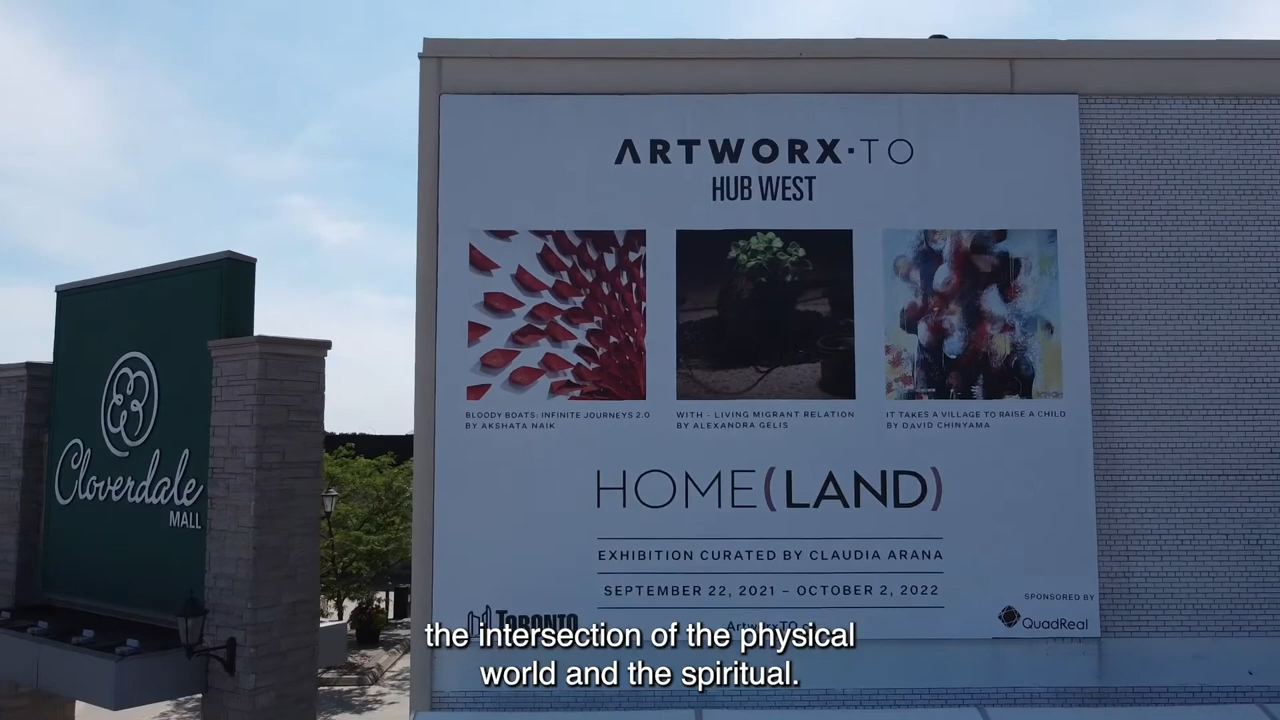 ARTWORX·TO
HUB WEST
BLOODY BOATS: INFINITE JOURNEYS 2.0
BY AKSHATA NAIK
WITH - LIVING MIGRANT RELATION
BY ALEXANDRA GELIS
IT TAKES A VILLAGE TO RAISE A CHILD
BY DAVID CHINYAMA
HOME(LAND)
EXHIBITION CURATED BY CLAUDIA ARANA
SEPTEMBER 22, 2021 – OCTOBER 2, 2022
TORONTO
SPONSORED BY
QuadReal
Cloverdale
MALL
the intersection of the physical
world and the spiritual.